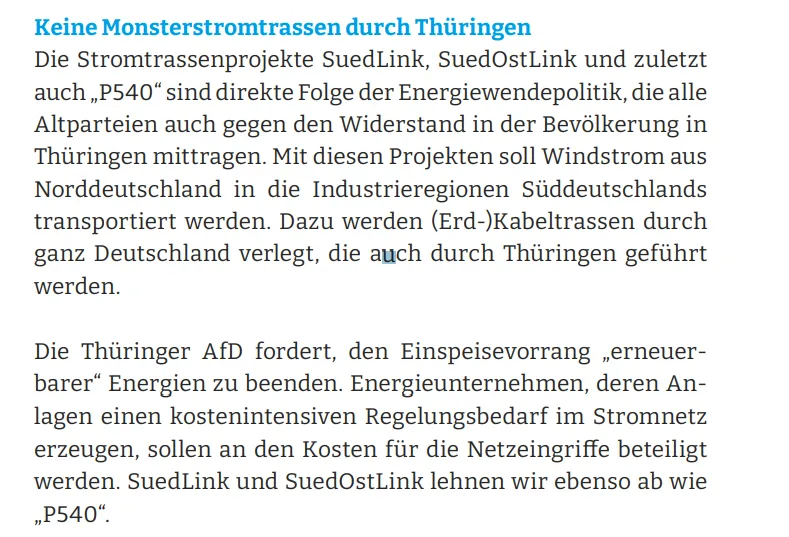 Keine Monsterstromtrassen durch Thüringen
Die Stromtrassenprojekte SuedLink, SuedOstLink und zuletzt
auch „P540“ sind direkte Folge der Energiewendepolitik, die alle
Altparteien auch gegen den Widerstand in der Bevölkerung in
Thüringen mittragen. Mit diesen Projekten soll Windstrom aus
Norddeutschland in die Industrieregionen Süddeutschlands
transportiert werden. Dazu werden (Erd-)Kabeltrassen durch
ganz Deutschland verlegt, die auch durch Thüringen geführt
werden.

Die Thüringer AfD fordert, den Einspeisevorrang „erneuer-
barer“ Energien zu beenden. Energieunternehmen, deren An-
lagen einen kostenintensiven Regelungsbedarf im Stromnetz
erzeugen, sollen an den Kosten für die Netzeingriffe beteiligt
werden. SuedLink und SuedOstLink lehnen wir ebenso ab wie
„P540“.